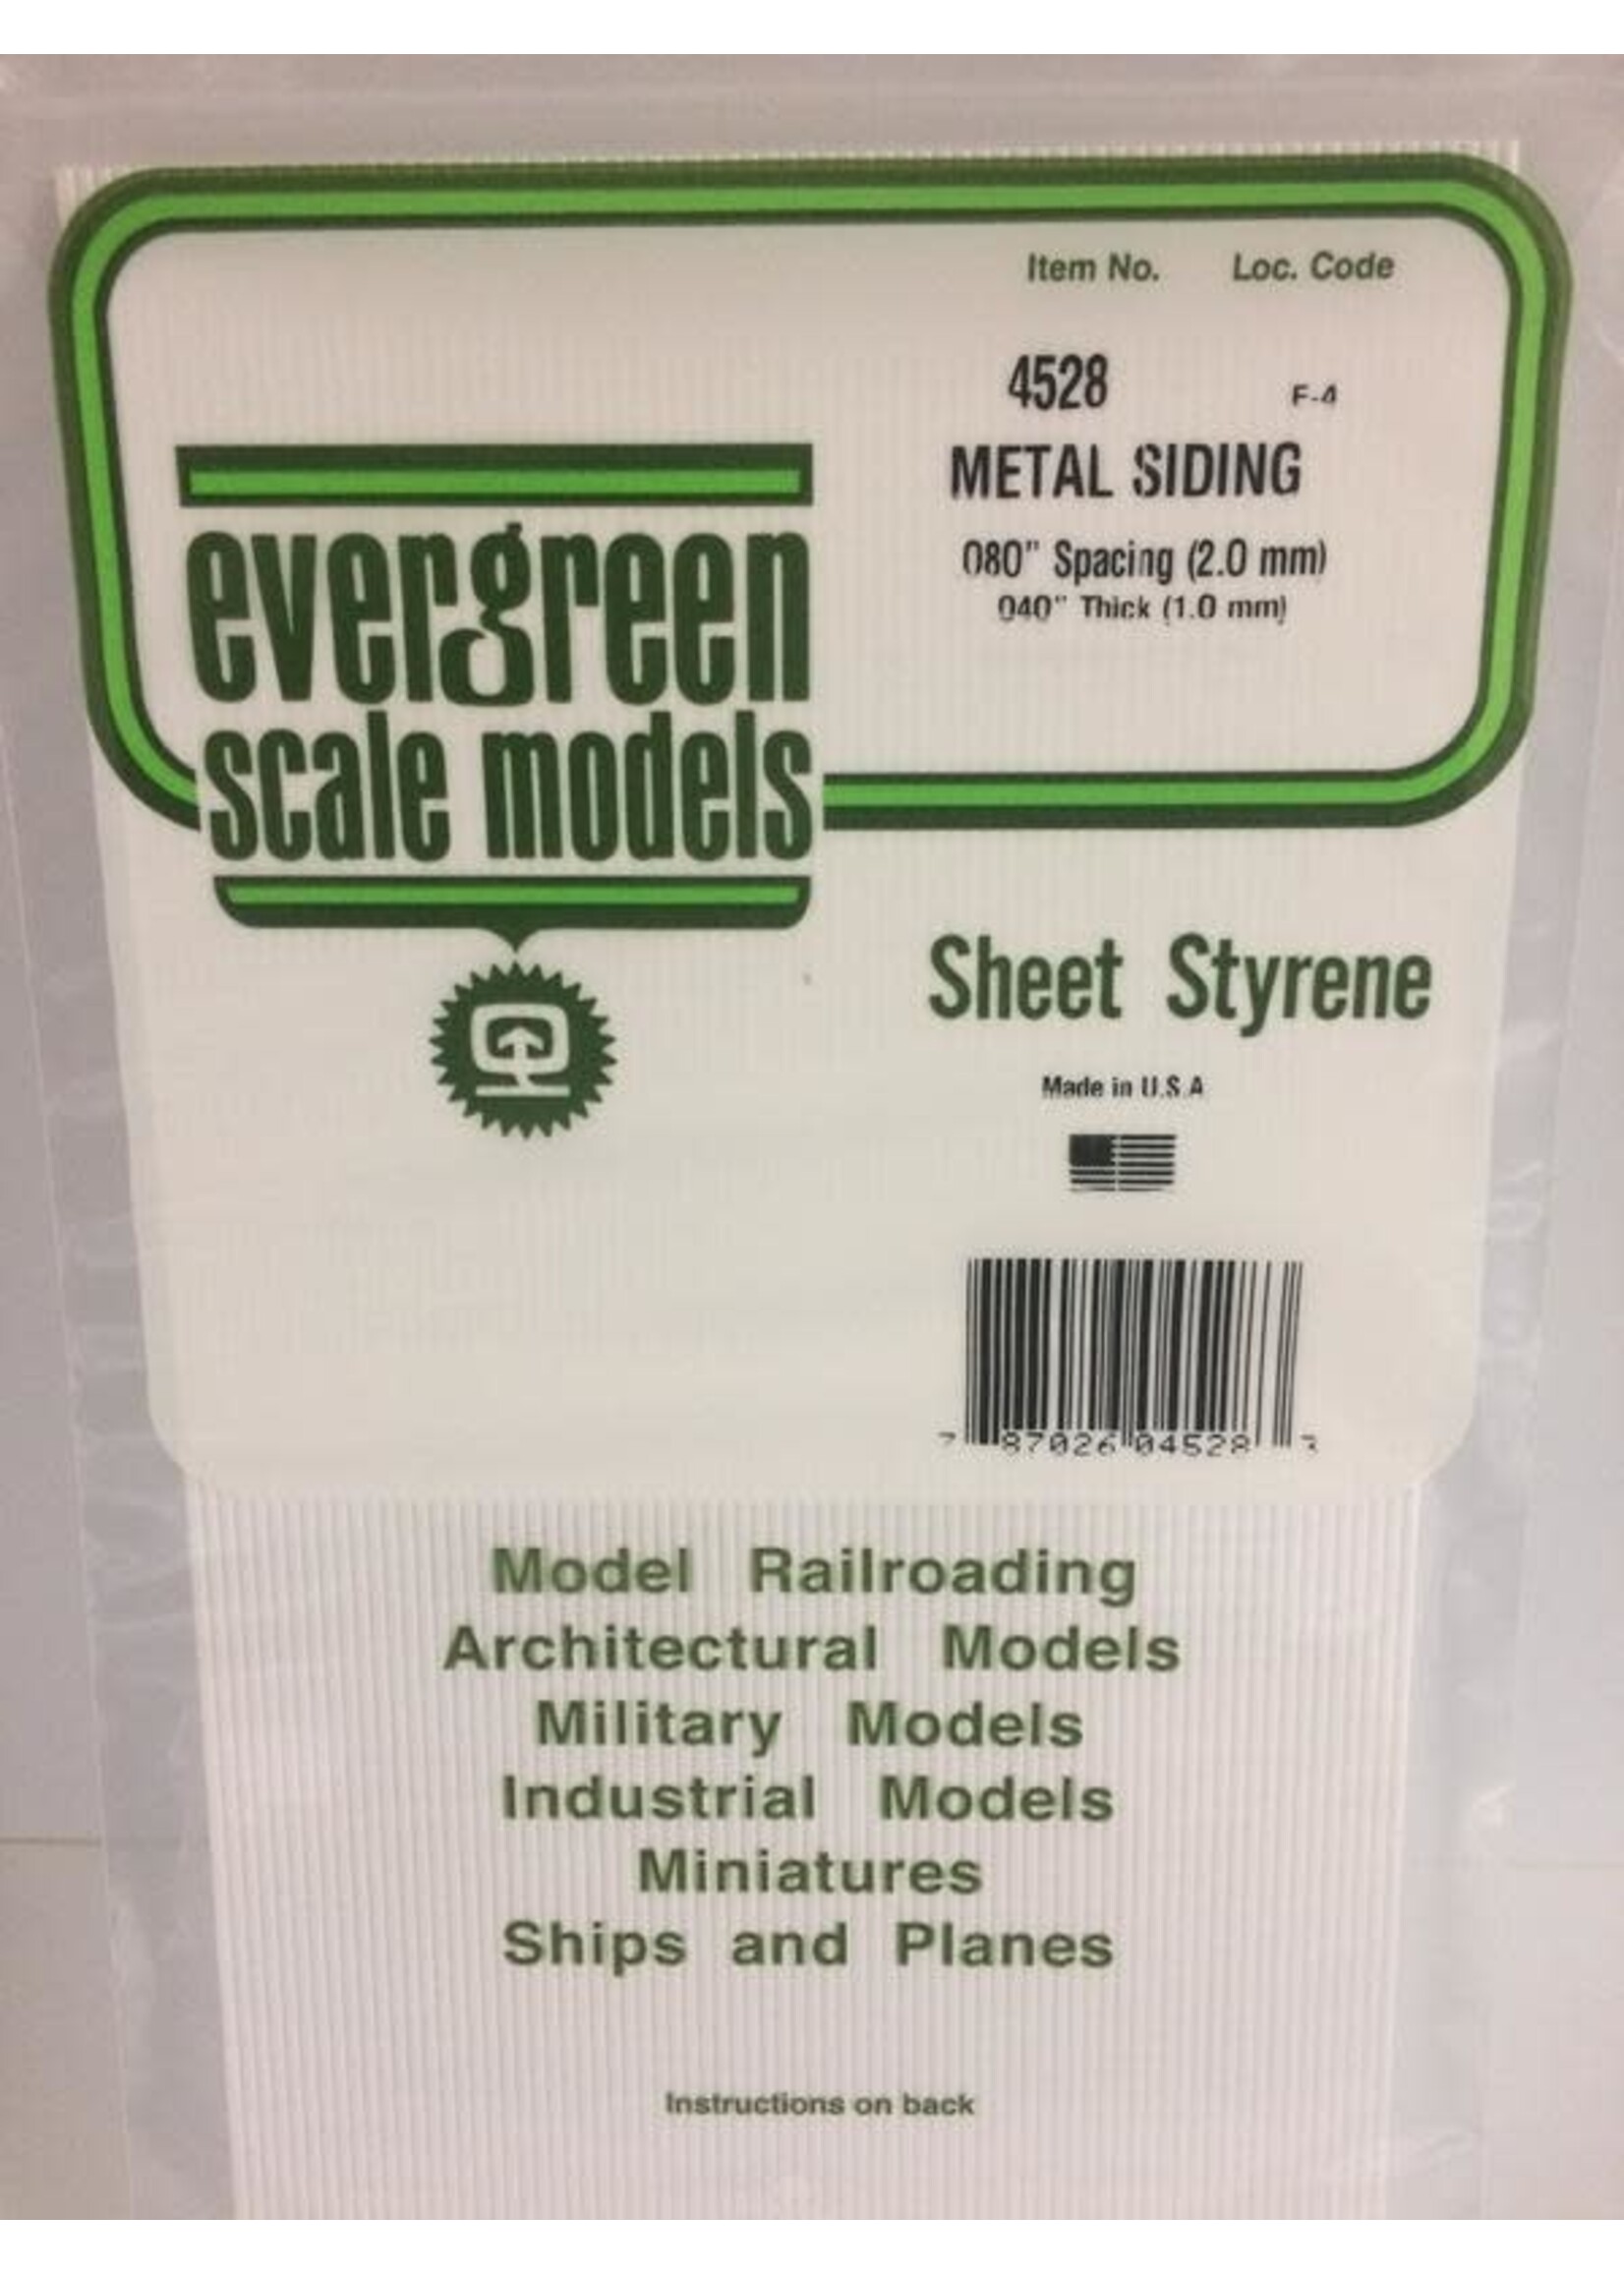 Item No. Loc. Code
4528 F-4
METAL SIDING
080" Spacing (2.0 mm)
040" Thick (1.0 mm)
evergreen
scale models
Sheet Styrene
Made in U.S.A
7 87026 04528 3
Model Railroading
Architectural Models
Military Models
Industrial Models
Miniatures
Ships and Planes
Instructions on back